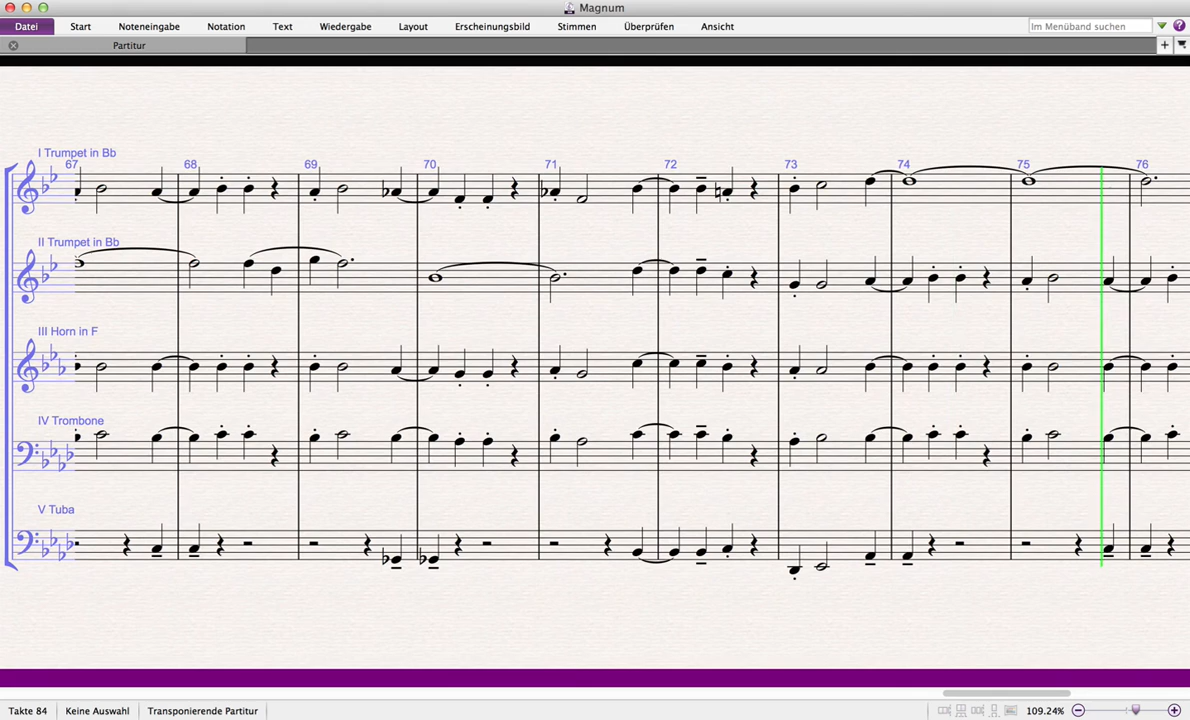 Magnum
Datei Start Noteneingabe Notation Text Wiedergabe Layout Erscheinungsbild Stimmen Überprüfen Ansicht Im Menüband suchen ?
Partitur +
I Trumpet in Bb
67 68 69 70 71 72 73 74 75 76
II Trumpet in Bb
III Horn in F
IV Trombone
V Tuba
Takte 84 Keine Auswahl Transponierende Partitur 109.24%